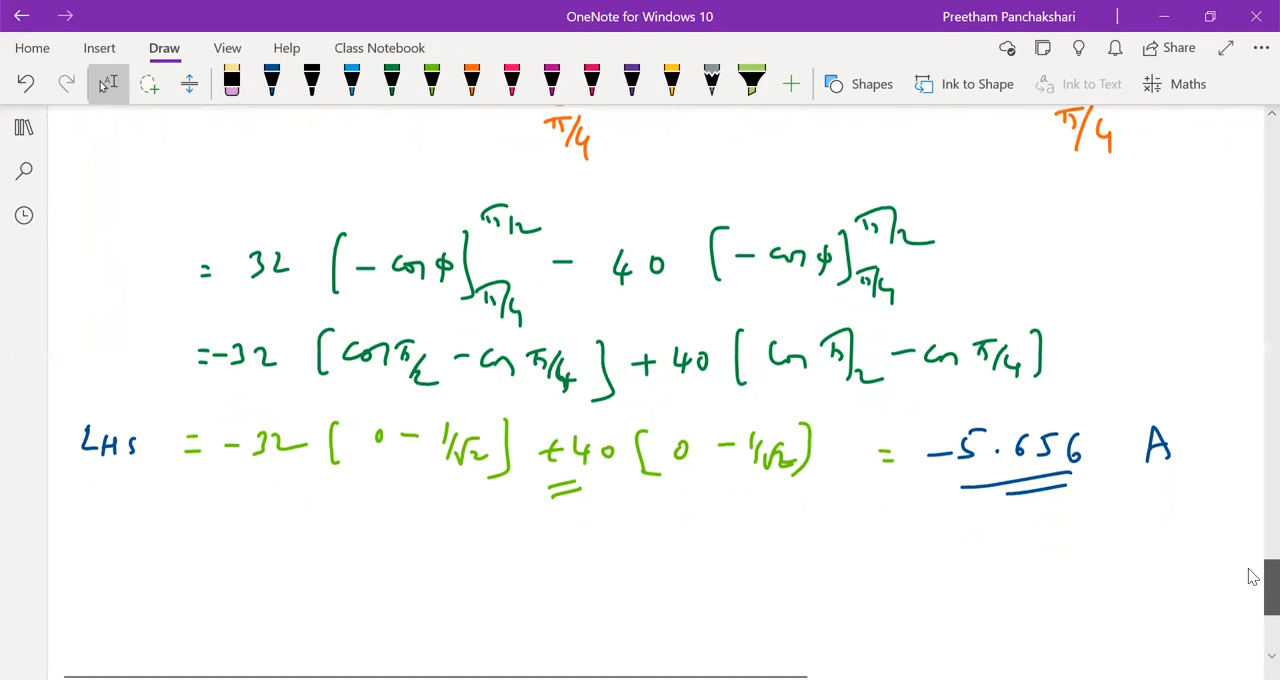 OneNote for Windows 10
Preetham Panchakshari
Home Insert Draw View Help Class Notebook Share
Shapes Ink to Shape Ink to Text Maths
π/4 π/4
= 32 [- cos φ]π/2 π/4 - 40 [- cos φ]π/2 π/4
= -32 [cos π/2 - cos π/4] + 40 [cos π/2 - cos π/4]
LHS = -32 [0 - 1/√2] + 40 [0 - 1/√2] = -5.656 A